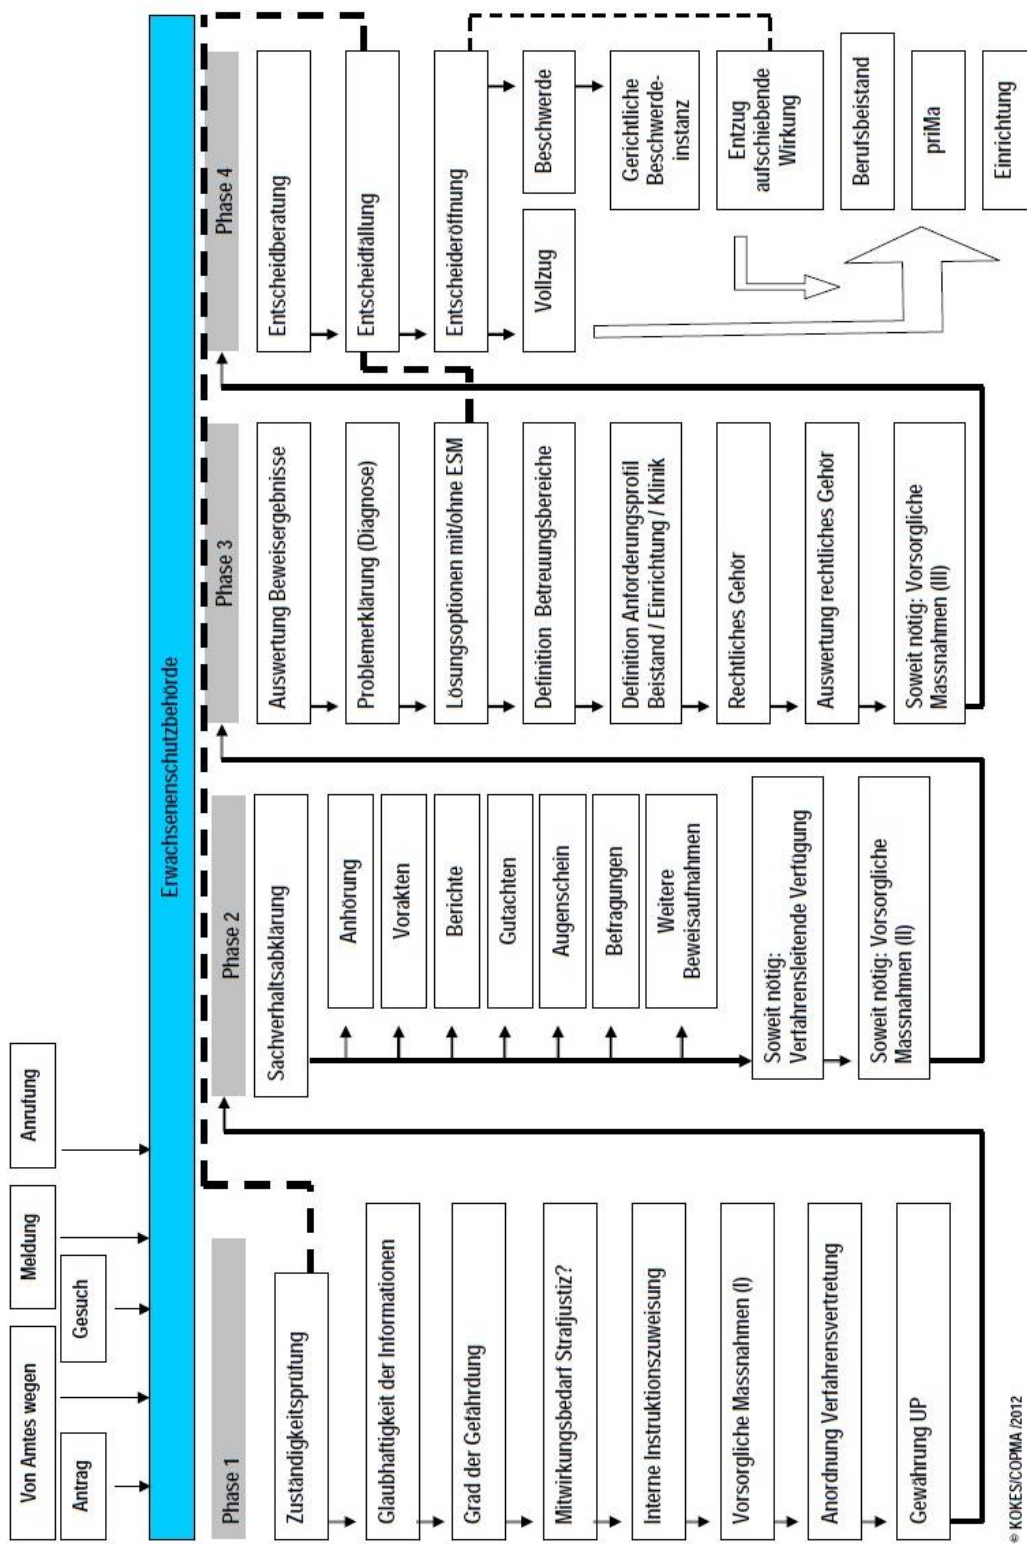 Von Amtes wegen
Meldung
Anrufung
Antrag
Gesuch
Erwachsenenschutzbehörde
Phase 1
Zuständigkeitsprüfung
Glaubhaftigkeit der Informationen
Grad der Gefährdung
Mitwirkungsbedarf Strafjustiz?
Interne Instruktionszuweisung
Vorsorgliche Massnahmen (I)
Anordnung Verfahrensvertretung
Gewährung UP
Phase 2
Sachverhaltsabklärung
Anhörung
Vorakten
Berichte
Gutachten
Augenschein
Befragungen
Weitere
Beweisaufnahmen
Soweit nötig:
Verfahrensleitende Verfügung
Soweit nötig: Vorsorgliche
Massnahmen (II)
Phase 3
Auswertung Beweisergebnisse
Problemerklärung (Diagnose)
Lösungsoptionen mit/ohne ESM
Definition Betreuungsbereiche
Definition Anforderungsprofil
Beistand / Einrichtung / Klinik
Rechtliches Gehör
Auswertung rechtliches Gehör
Soweit nötig: Vorsorgliche
Massnahmen (III)
Phase 4
Entscheidberatung
Entscheidfällung
Entscheideröffnung
Vollzug
Beschwerde
Gerichtliche
Beschwerde-
instanz
Entzug
aufschiebende
Wirkung
Berufsbeistand
priMa
Einrichtung
© KOKES/COPMA /2012